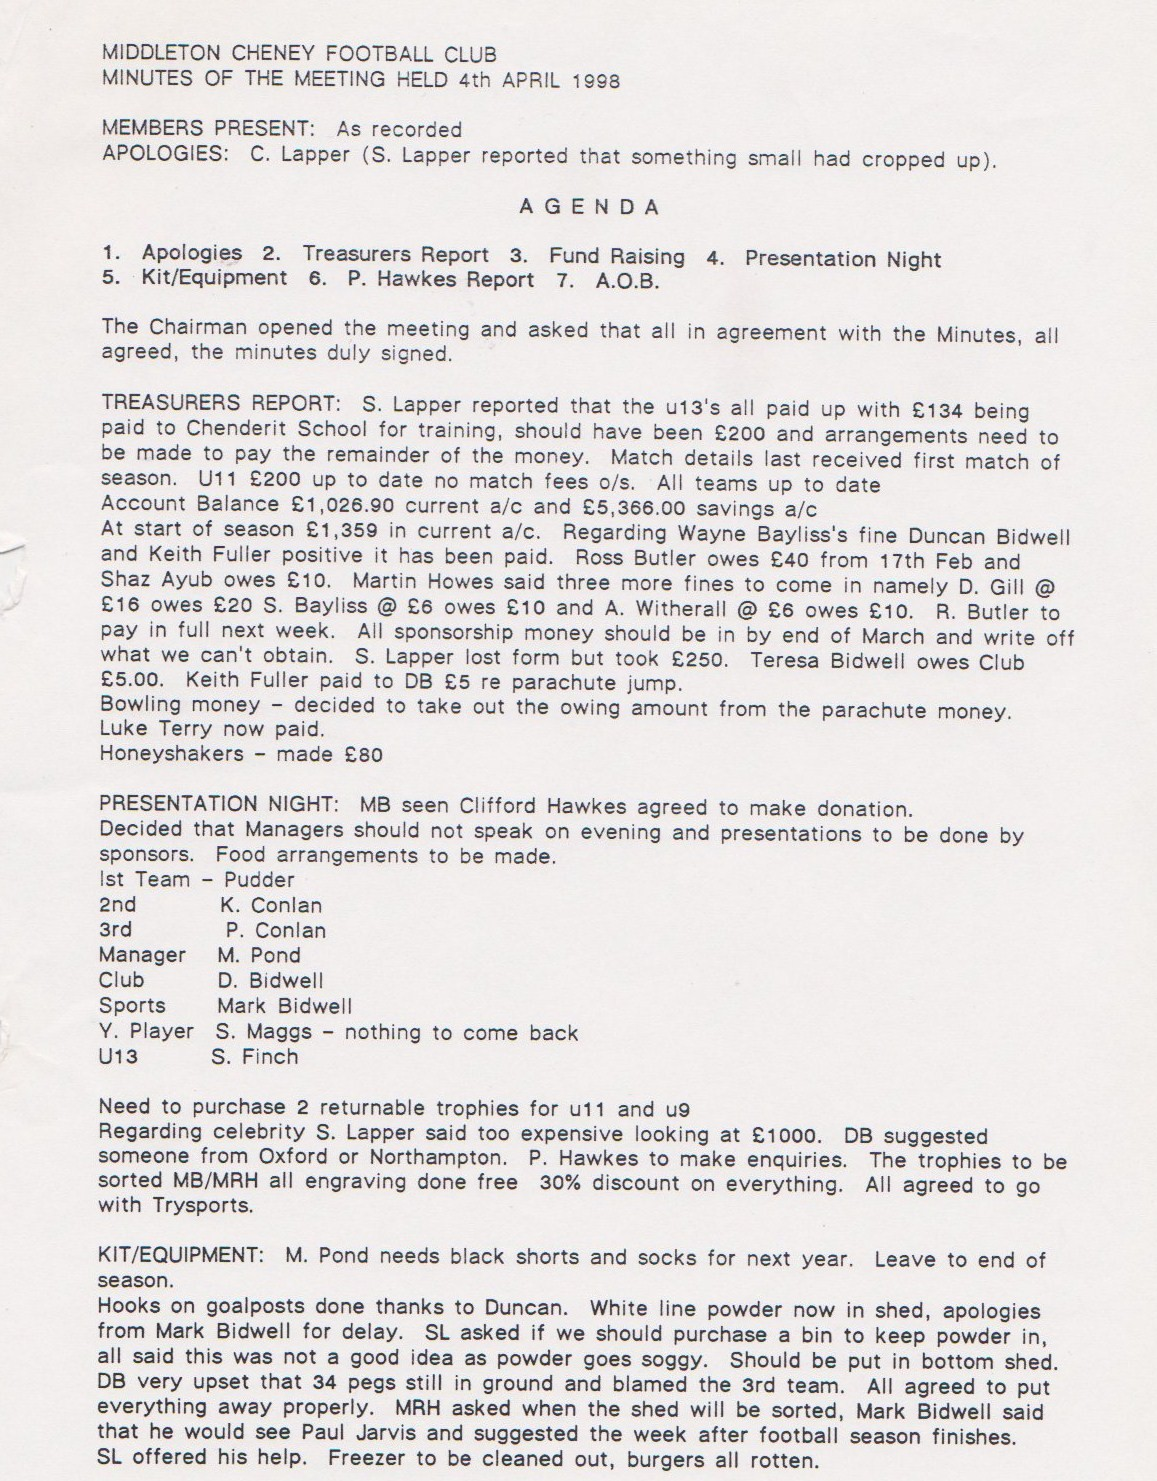 MIDDLETON CHENEY FOOTBALL CLUB
MINUTES OF THE MEETING HELD 4th APRIL 1998
MEMBERS PRESENT: As recorded
APOLOGIES: C. Lapper (S. Lapper reported that something small had cropped up).
A G E N D A
1. Apologies 2. Treasurers Report 3. Fund Raising 4. Presentation Night
5. Kit/Equipment 6. P. Hawkes Report 7. A.O.B.
The Chairman opened the meeting and asked that all in agreement with the Minutes, all
agreed, the minutes duly signed.
TREASURERS REPORT: S. Lapper reported that the u13's all paid up with £134 being
paid to Chenderit School for training, should have been £200 and arrangements need to
be made to pay the remainder of the money. Match details last received first match of
season. U11 £200 up to date no match fees o/s. All teams up to date
Account Balance £1,026.90 current a/c and £5,366.00 savings a/c
At start of season £1,359 in current a/c. Regarding Wayne Bayliss's fine Duncan Bidwell
and Keith Fuller positive it has been paid. Ross Butler owes £40 from 17th Feb and
Shaz Ayub owes £10. Martin Howes said three more fines to come in namely D. Gill @
£16 owes £20 S. Bayliss @ £6 owes £10 and A. Witherall @ £6 owes £10. R. Butler to
pay in full next week. All sponsorship money should be in by end of March and write off
what we can't obtain. S. Lapper lost form but took £250. Teresa Bidwell owes Club
£5.00. Keith Fuller paid to DB £5 re parachute jump.
Bowling money - decided to take out the owing amount from the parachute money.
Luke Terry now paid.
Honeyshakers - made £80
PRESENTATION NIGHT: MB seen Clifford Hawkes agreed to make donation.
Decided that Managers should not speak on evening and presentations to be done by
sponsors. Food arrangements to be made.
Ist Team - Pudder
2nd K. Conlan
3rd P. Conlan
Manager M. Pond
Club D. Bidwell
Sports Mark Bidwell
Y. Player S. Maggs - nothing to come back
U13 S. Finch
Need to purchase 2 returnable trophies for u11 and u9
Regarding celebrity S. Lapper said too expensive looking at £1000. DB suggested
someone from Oxford or Northampton. P. Hawkes to make enquiries. The trophies to be
sorted MB/MRH all engraving done free 30% discount on everything. All agreed to go
with Trysports.
KIT/EQUIPMENT: M. Pond needs black shorts and socks for next year. Leave to end of
season.
Hooks on goalposts done thanks to Duncan. White line powder now in shed, apologies
from Mark Bidwell for delay. SL asked if we should purchase a bin to keep powder in,
all said this was not a good idea as powder goes soggy. Should be put in bottom shed.
DB very upset that 34 pegs still in ground and blamed the 3rd team. All agreed to put
everything away properly. MRH asked when the shed will be sorted, Mark Bidwell said
that he would see Paul Jarvis and suggested the week after football season finishes.
SL offered his help. Freezer to be cleaned out, burgers all rotten.